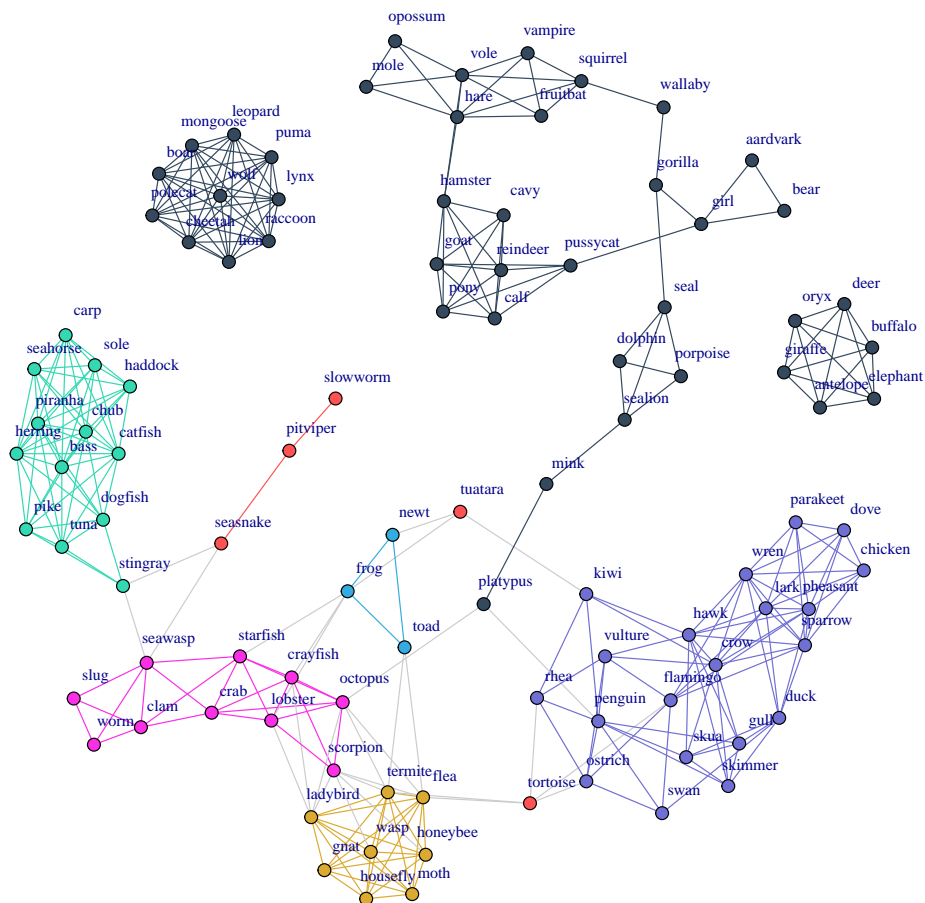 opossum
vampire
mole
vole
squirrel
wallaby
hare
fruitbat
leopard
mongoose
puma
aardvark
boar
wolf
lynx
gorilla
polecat
hamster
cavy
girl
bear
cheetah
raccoon
lion
goat
reindeer
pussycat
pony
calf
seal
deer
oryx
carp
buffalo
dolphin
porpoise
giraffe
seahorse
sole
haddock
elephant
antelope
slowworm
sealion
piranha
chub
herring
bass
catfish
pitviper
mink
pike
tuna
dogfish
seasnake
tuatara
newt
parakeet
dove
stingray
frog
platypus
kiwi
wren
chicken
lark
pheasant
seawasp
starfish
toad
hawk
sparrow
crayfish
vulture
crow
slug
octopus
rhea
flamingo
worm
clam
crab
lobster
penguin
duck
gull
scorpion
skua
termite
flea
ostrich
skimmer
ladybird
tortoise
swan
wasp
honeybee
gnat
housefly
moth